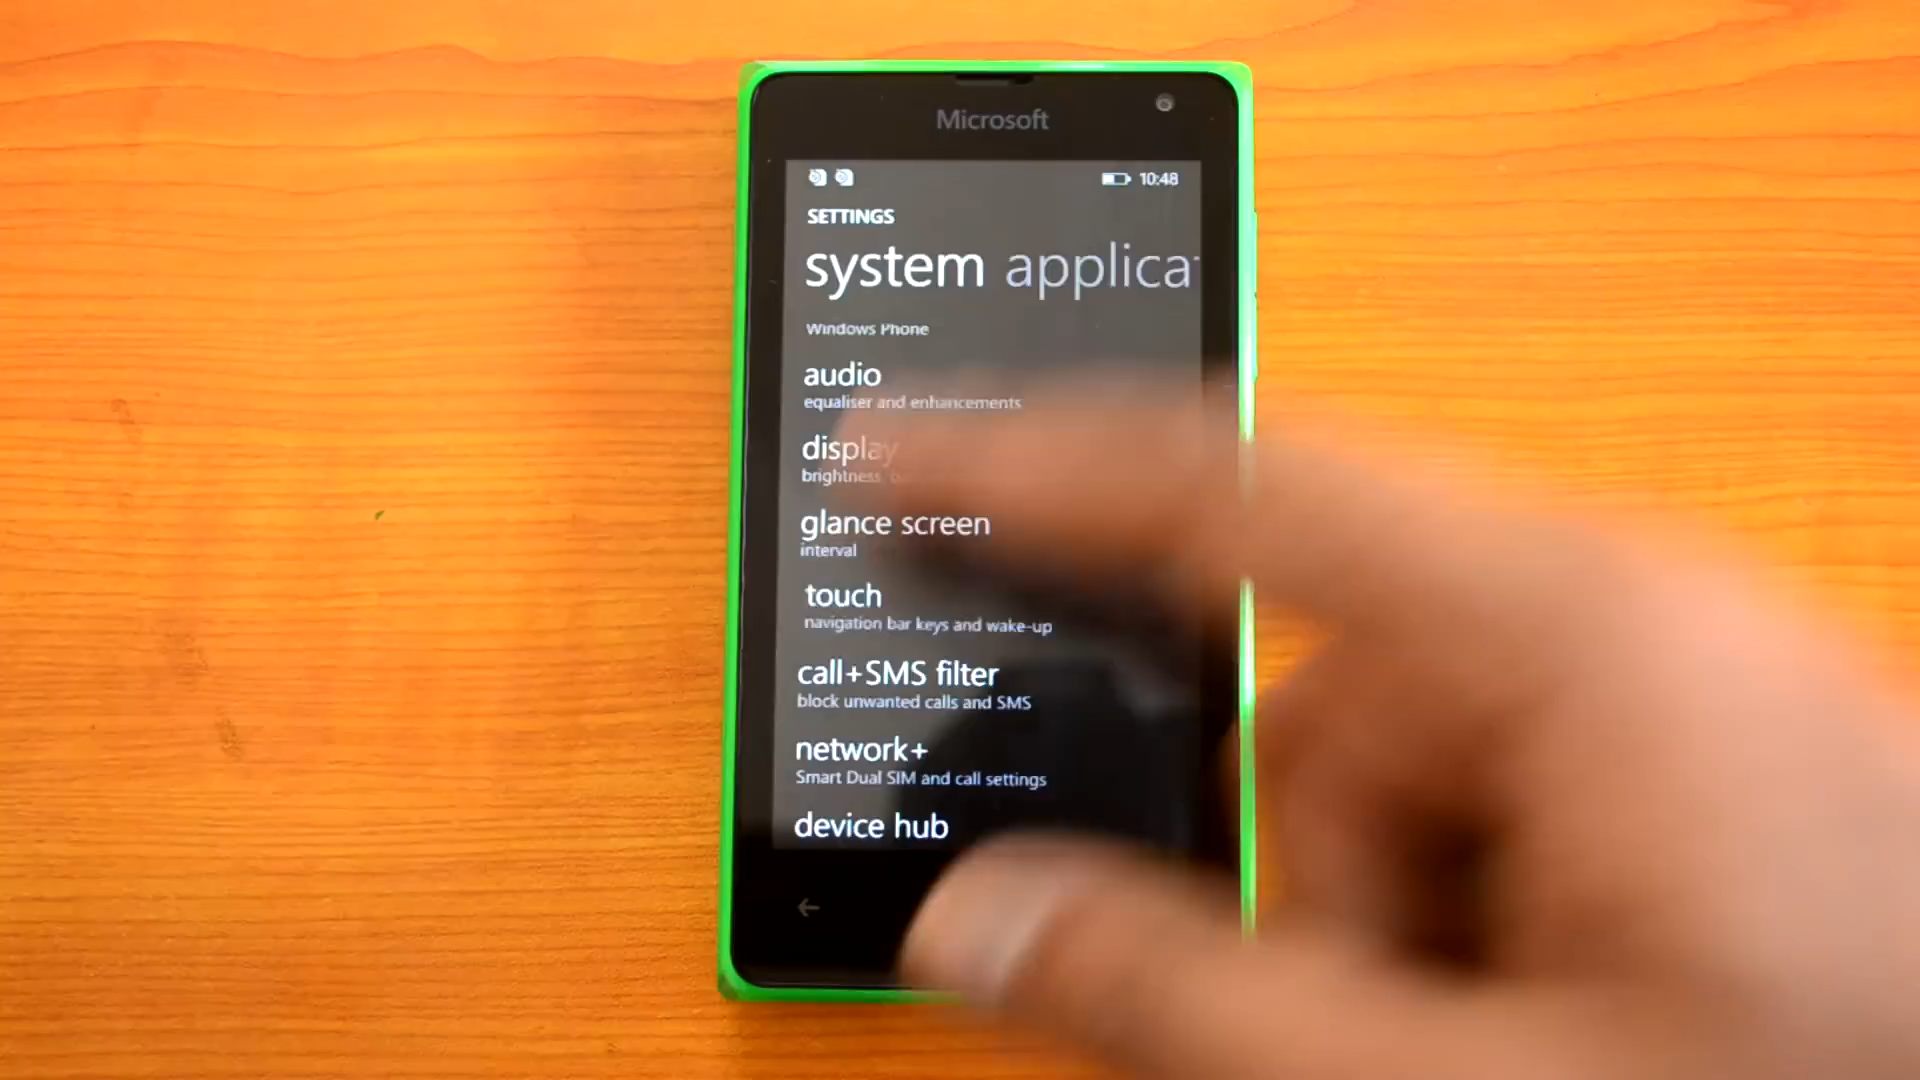 Microsoft
10:48
SETTINGS
system applica
Windows Phone
audio
equaliser and enhancements
display
brightness,
glance screen
interval
touch
navigation bar keys and wake-up
call+SMS filter
block unwanted calls and SMS
network+
Smart Dual SIM and call settings
device hub